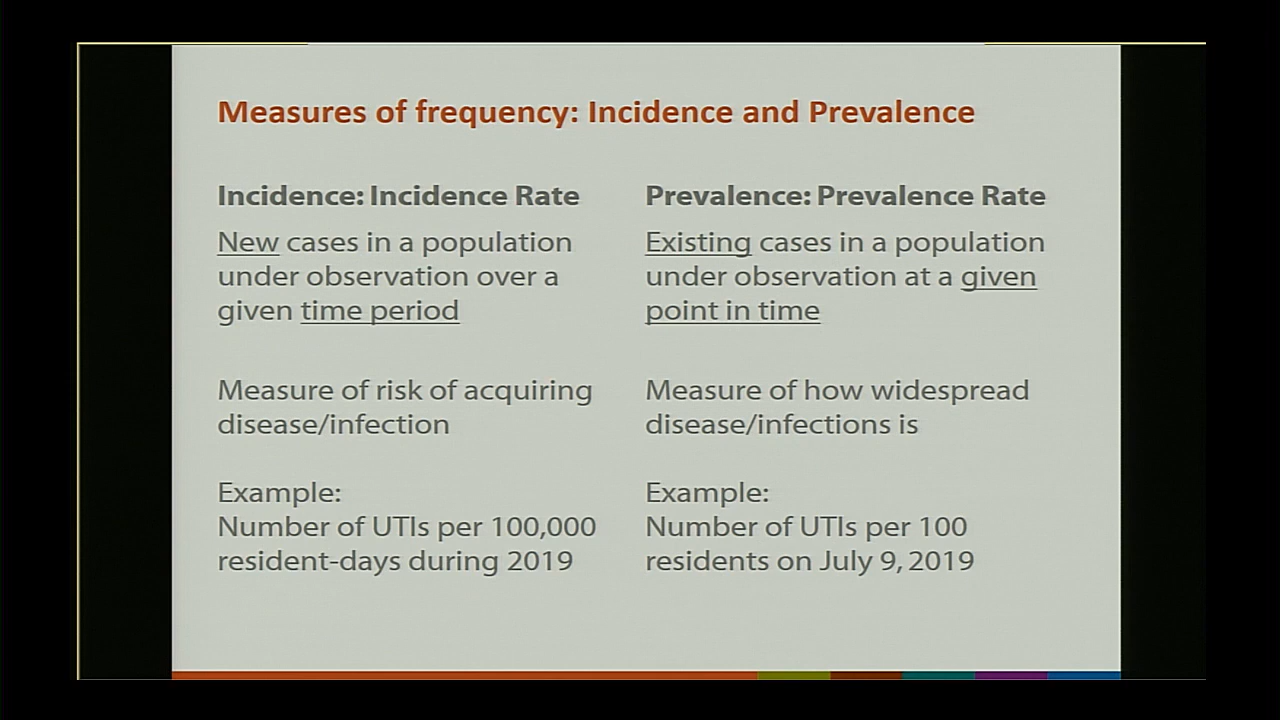 Measures of frequency: Incidence and Prevalence
Incidence: Incidence Rate
New cases in a population
under observation over a
given time period
Measure of risk of acquiring
disease/infection
Example:
Number of UTIs per 100,000
resident-days during 2019
Prevalence: Prevalence Rate
Existing cases in a population
under observation at a given
point in time
Measure of how widespread
disease/infections is
Example:
Number of UTIs per 100
residents on July 9, 2019